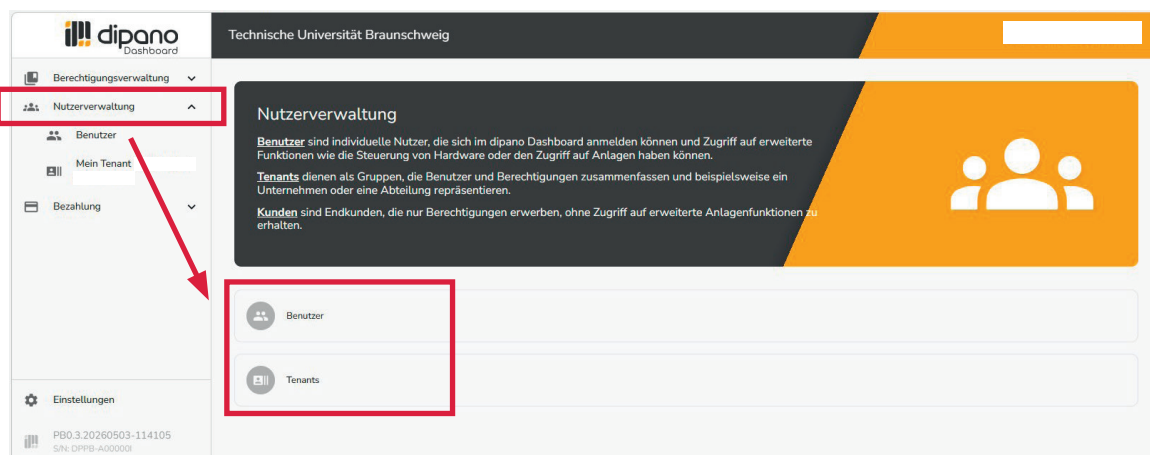 dipano
Dashboard
Technische Universität Braunschweig
Berechtigungsverwaltung
Nutzerverwaltung
Benutzer
Mein Tenant
Bezahlung
Nutzerverwaltung
Benutzer sind individuelle Nutzer, die sich im dipano Dashboard anmelden können und Zugriff auf erweiterte
Funktionen wie die Steuerung von Hardware oder den Zugriff auf Anlagen haben können.
Tenants dienen als Gruppen, die Benutzer und Berechtigungen zusammenfassen und beispielsweise ein
Unternehmen oder eine Abteilung repräsentieren.
Kunden sind Endkunden, die nur Berechtigungen erwerben, ohne Zugriff auf erweiterte Anlagenfunktionen zu
erhalten.
Benutzer
Tenants
Einstellungen
PB0.3.20260503-114105
S/N: DPPB-A00000I